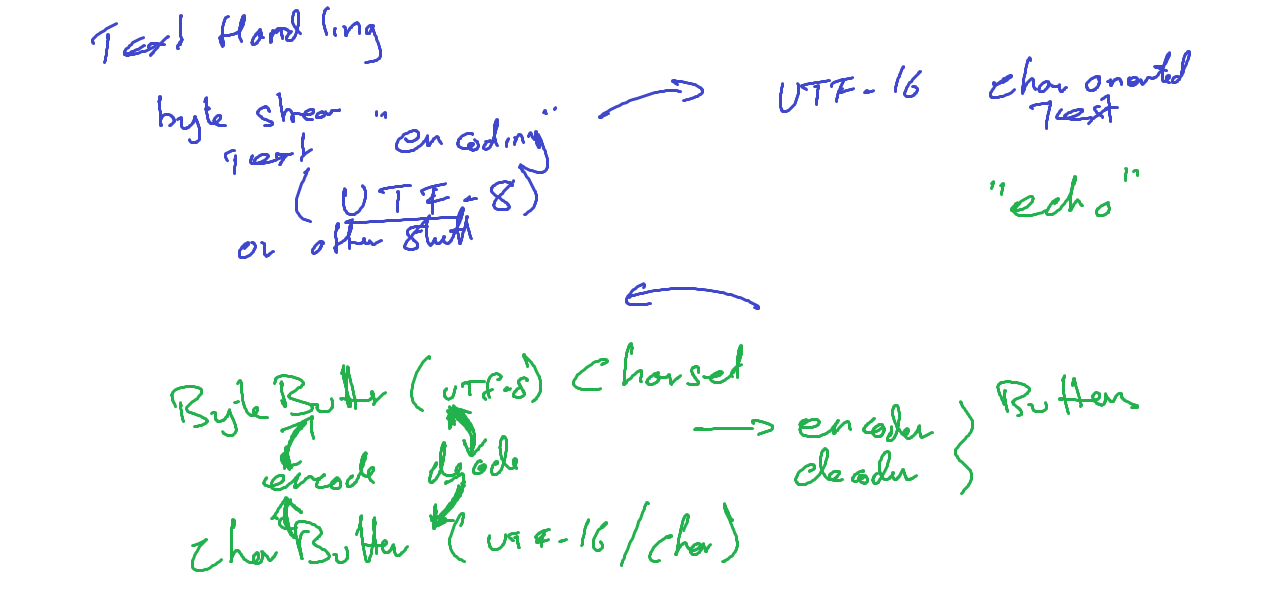 Text Handling
byte stream "encoding"
Text
(UTF-8)
or other stuff
UTF-16 char oriented
Text
"echo"
ByteBuffer (UTF-8) Charset
encode decode
CharBuffer (UTF-16/char)
→ encoder } Buffers
decoder